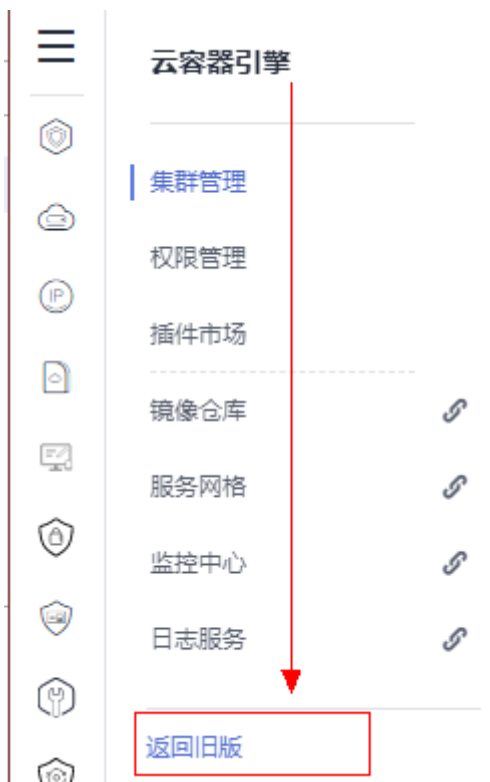 云容器引擎
集群管理
IP
权限管理
插件市场
镜像仓库
服务网格
监控中心
日志服务
返回旧版